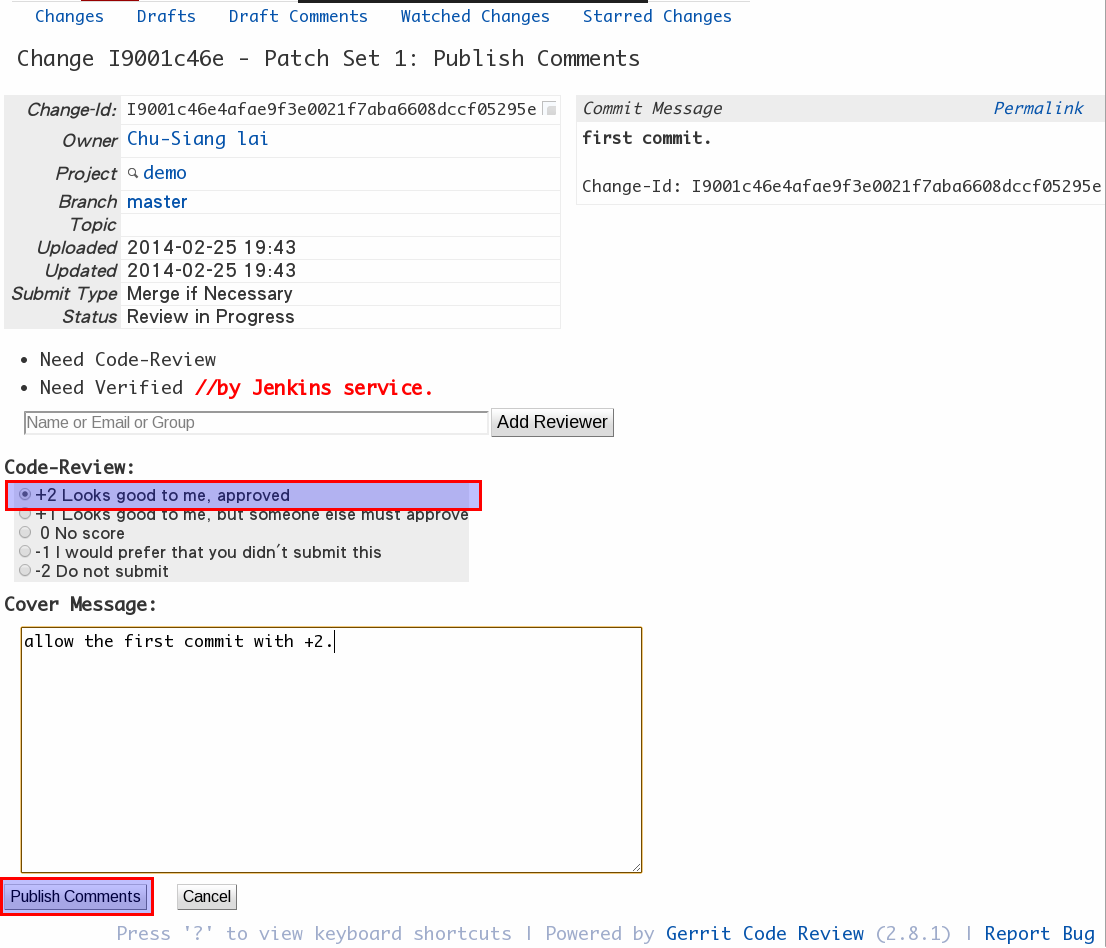 Changes Drafts Draft Comments Watched Changes Starred Changes
Change I9001c46e - Patch Set 1: Publish Comments
Change-Id: I9001c46e4afae9f3e0021f7aba6608dccf05295e
Owner Chu-Siang lai
Project demo
Branch master
Topic
Uploaded 2014-02-25 19:43
Updated 2014-02-25 19:43
Submit Type Merge if Necessary
Status Review in Progress
Commit Message Permalink
first commit.
Change-Id: I9001c46e4afae9f3e0021f7aba6608dccf05295e
• Need Code-Review
• Need Verified //by Jenkins service.
Name or Email or Group Add Reviewer
Code-Review:
+2 Looks good to me, approved
+1 Looks good to me, but someone else must approve
0 No score
-1 I would prefer that you didn´t submit this
-2 Do not submit
Cover Message:
allow the first commit with +2.
Publish Comments Cancel
Press '?' to view keyboard shortcuts | Powered by Gerrit Code Review (2.8.1) | Report Bug